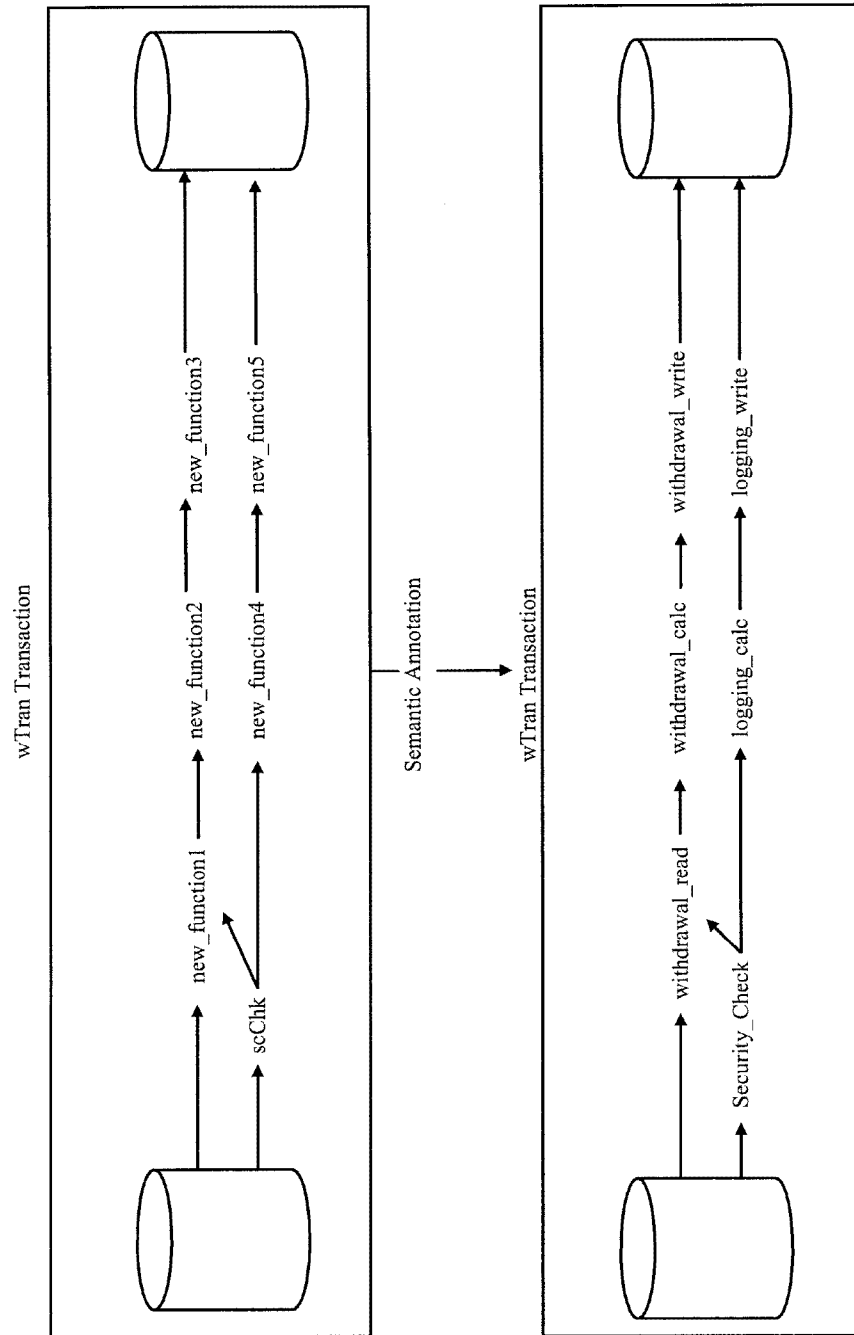 wTran Transaction
new_function1
new_function2
new_function3
scChk
new_function4
new_function5
Semantic Annotation
wTran Transaction
withdrawal_read
withdrawal_calc
withdrawal_write
Security_Check
logging_calc
logging_write